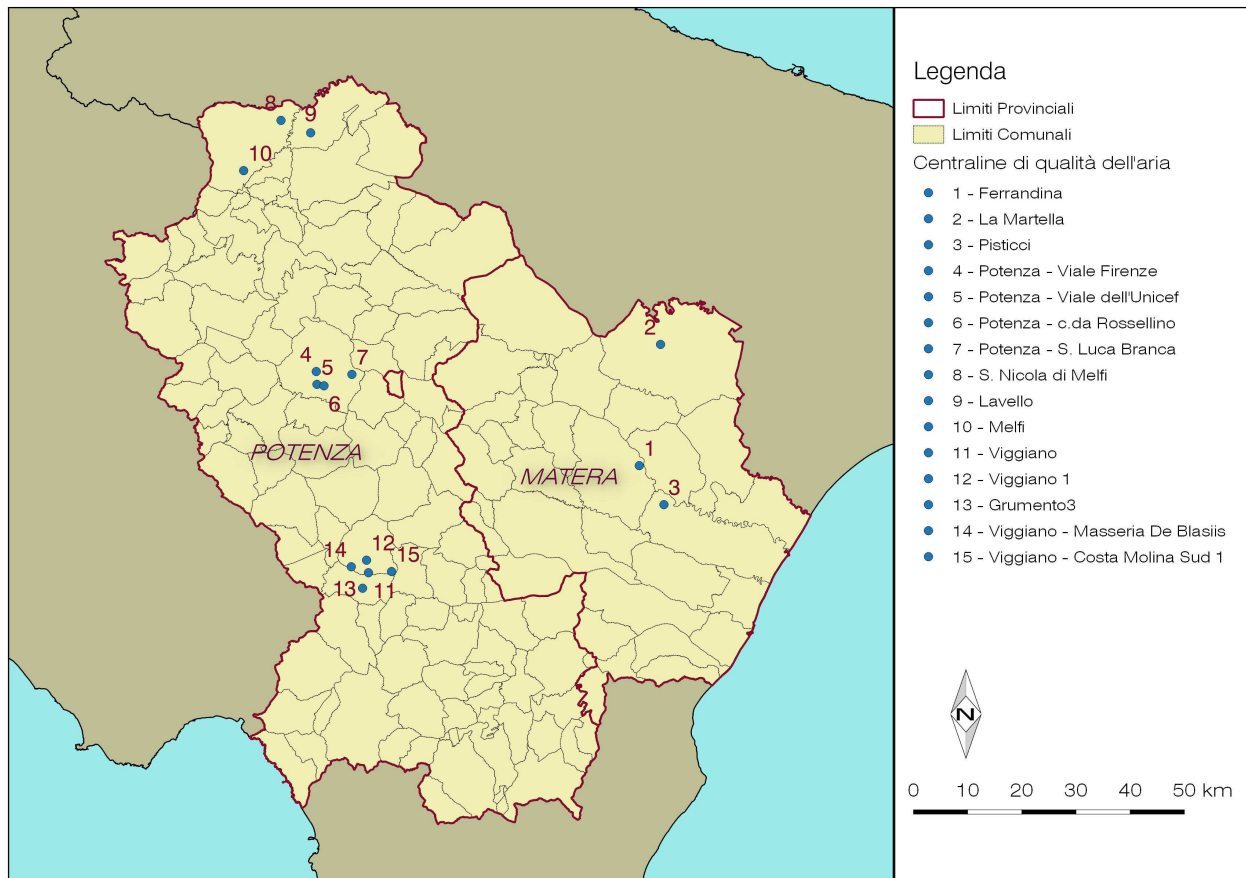 8
9
10
2
4
5
7
6
POTENZA
1
MATERA
3
12
14
15
13
11
Legenda
Limiti Provinciali
Limiti Comunali
Centraline di qualità dell'aria
1 - Ferrandina
2 - La Martella
3 - Pisticci
4 - Potenza - Viale Firenze
5 - Potenza - Viale dell'Unicef
6 - Potenza - c.da Rossellino
7 - Potenza - S. Luca Branca
8 - S. Nicola di Melfi
9 - Lavello
10 - Melfi
11 - Viggiano
12 - Viggiano 1
13 - Grumento3
14 - Viggiano - Masseria De Blasiis
15 - Viggiano - Costa Molina Sud 1
N
0 10 20 30 40 50 km